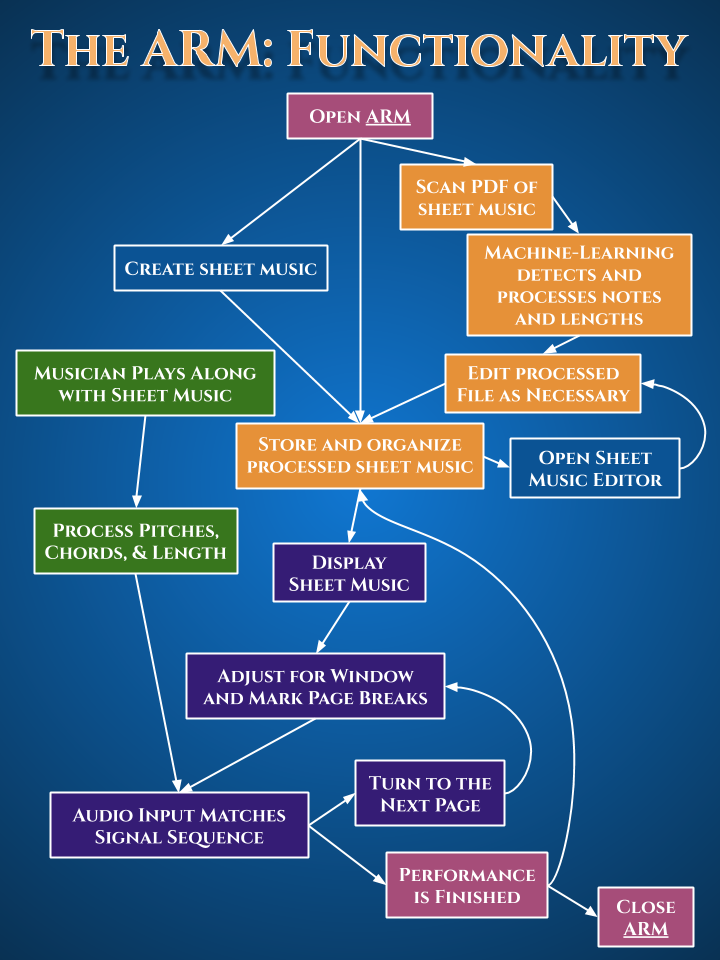 The ARM: Functionality
Open ARM
Scan PDF of
sheet music
Create sheet music
Machine-Learning
detects and
processes notes
and lengths
Musician Plays Along
with Sheet Music
Edit processed
File as Necessary
Store and organize
processed sheet music
Open Sheet
Music Editor
Process Pitches,
Chords, & Length
Display
Sheet Music
Adjust for Window
and Mark Page Breaks
Turn to the
Next Page
Audio Input Matches
Signal Sequence
Performance
is Finished
Close
ARM